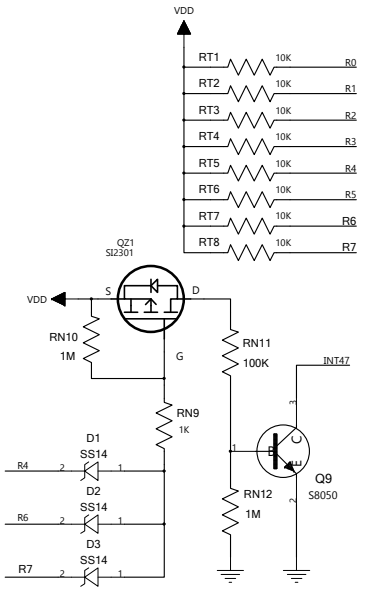 VDD
RT1 10K R0
RT2 10K R1
RT3 10K R2
RT4 10K R3
RT5 10K R4
RT6 10K R5
RT7 10K R6
RT8 10K R7
QZ1
SI2301
S D
VDD
G
RN10
1M
RN11
100K
INT47
3
RN9
1K
1 B C E
Q9
S8050
2
RN12
1M
D1
SS14
R4 2 1
D2
SS14
R6 2 1
D3
SS14
R7 2 1